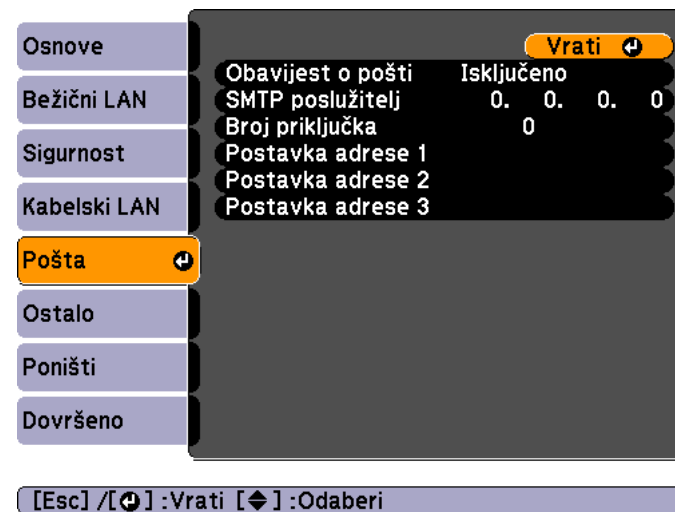 Osnove
Bežični LAN
Sigurnost
Kabelski LAN
Pošta
Ostalo
Poništi
Dovršeno
Vrati
Obavijest o pošti Isključeno
SMTP poslužitelj 0. 0. 0. 0
Broj priključka 0
Postavka adrese 1
Postavka adrese 2
Postavka adrese 3
[Esc] /[ ] :Vrati [ ] :Odaberi